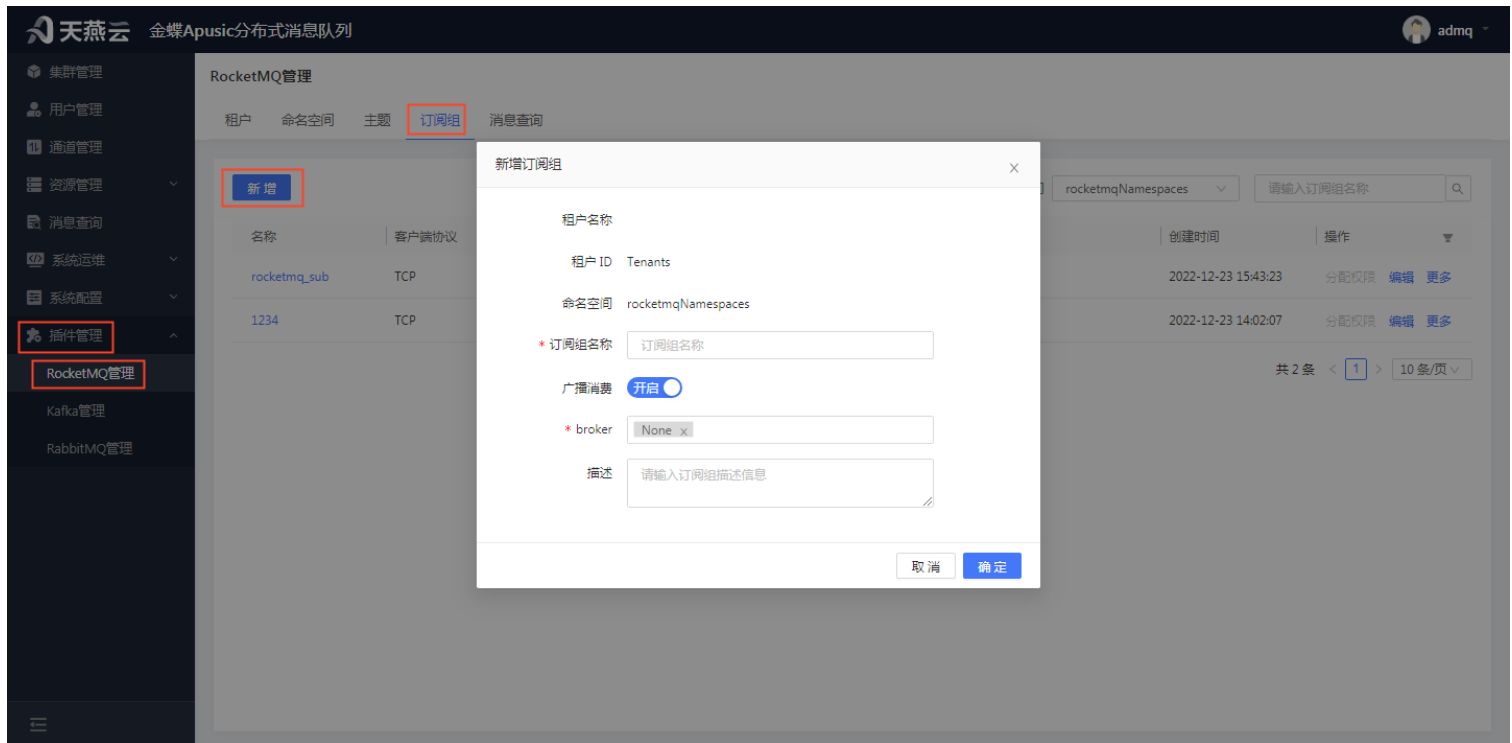 天燕云 金蝶Apusic分布式消息队列
admq
集群管理
用户管理
通道管理
资源管理
消息查询
系统运维
系统配置
插件管理
RocketMQ管理
Kafka管理
RabbitMQ管理
RocketMQ管理
租户 命名空间 主题 订阅组 消息查询
新增
rocketmqNamespaces
请输入订阅组名称
名称 客户端协议 创建时间 操作
rocketmq_sub TCP 2022-12-23 15:43:23 分配权限 编辑 更多
1234 TCP 2022-12-23 14:02:07 分配权限 编辑 更多
共 2 条 < 1 > 10 条/页
新增订阅组
租户名称
租户 ID Tenants
命名空间 rocketmqNamespaces
* 订阅组名称 订阅组名称
广播消费 开启
* broker None x
描述 请输入订阅组描述信息
取消 确定